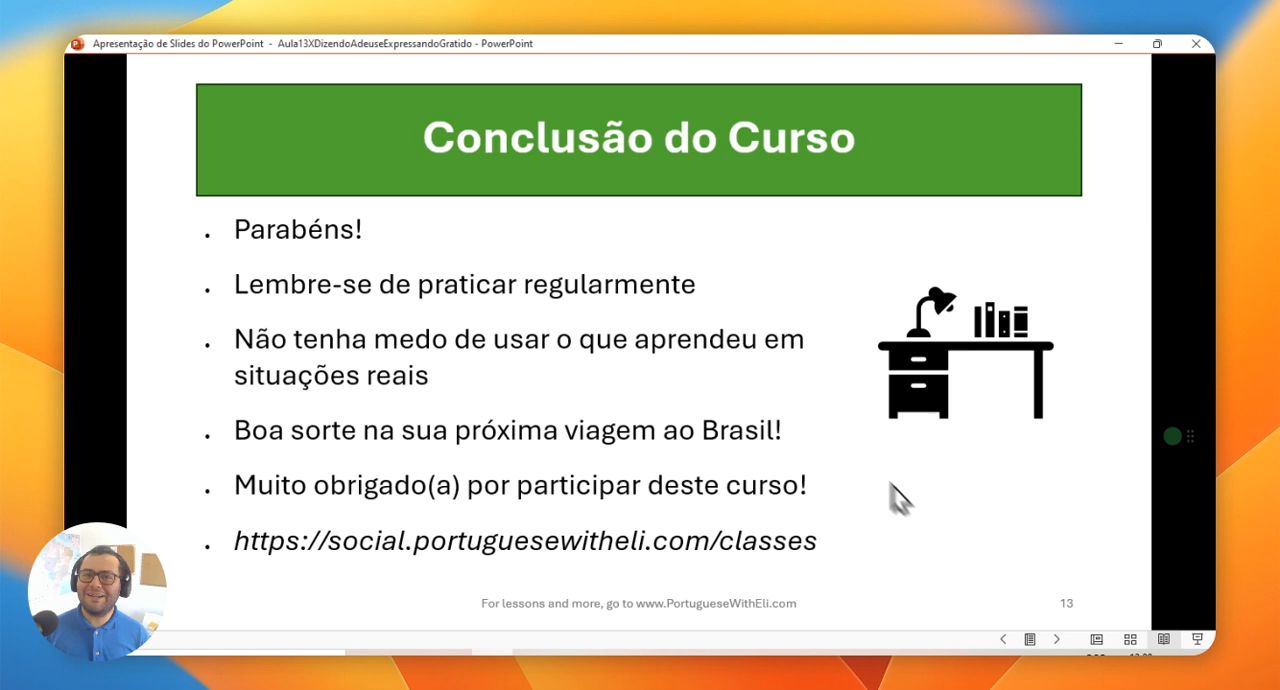 Apresentação de Slides do PowerPoint - Aula13XDizendoAdeuseExpressandoGratido - PowerPoint
Conclusão do Curso
Parabéns!
Lembre-se de praticar regularmente
Não tenha medo de usar o que aprendeu em
situações reais
Boa sorte na sua próxima viagem ao Brasil!
Muito obrigado(a) por participar deste curso!
https://social.portuguesewitheli.com/classes
For lessons and more, go to www.PortugueseWithEli.com
13